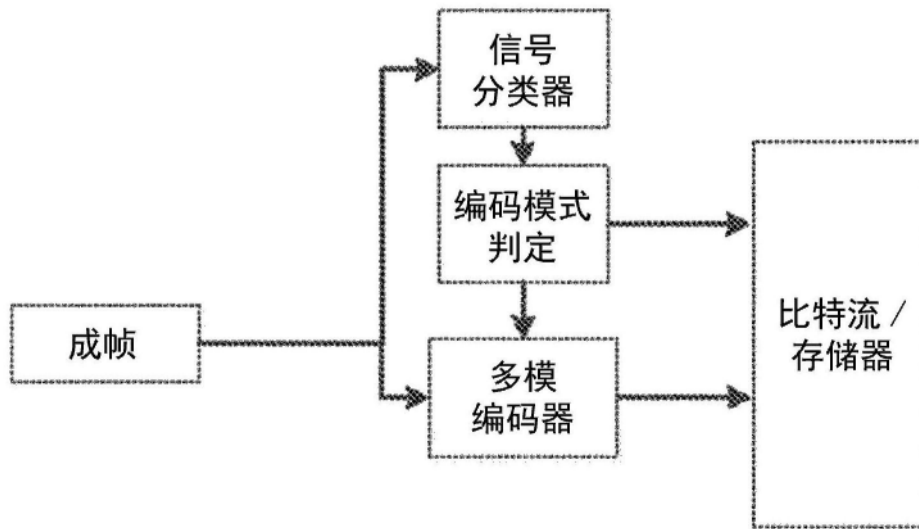 信号
分类器
编码模式
判定
成帧
多模
编码器
比特流/
存储器